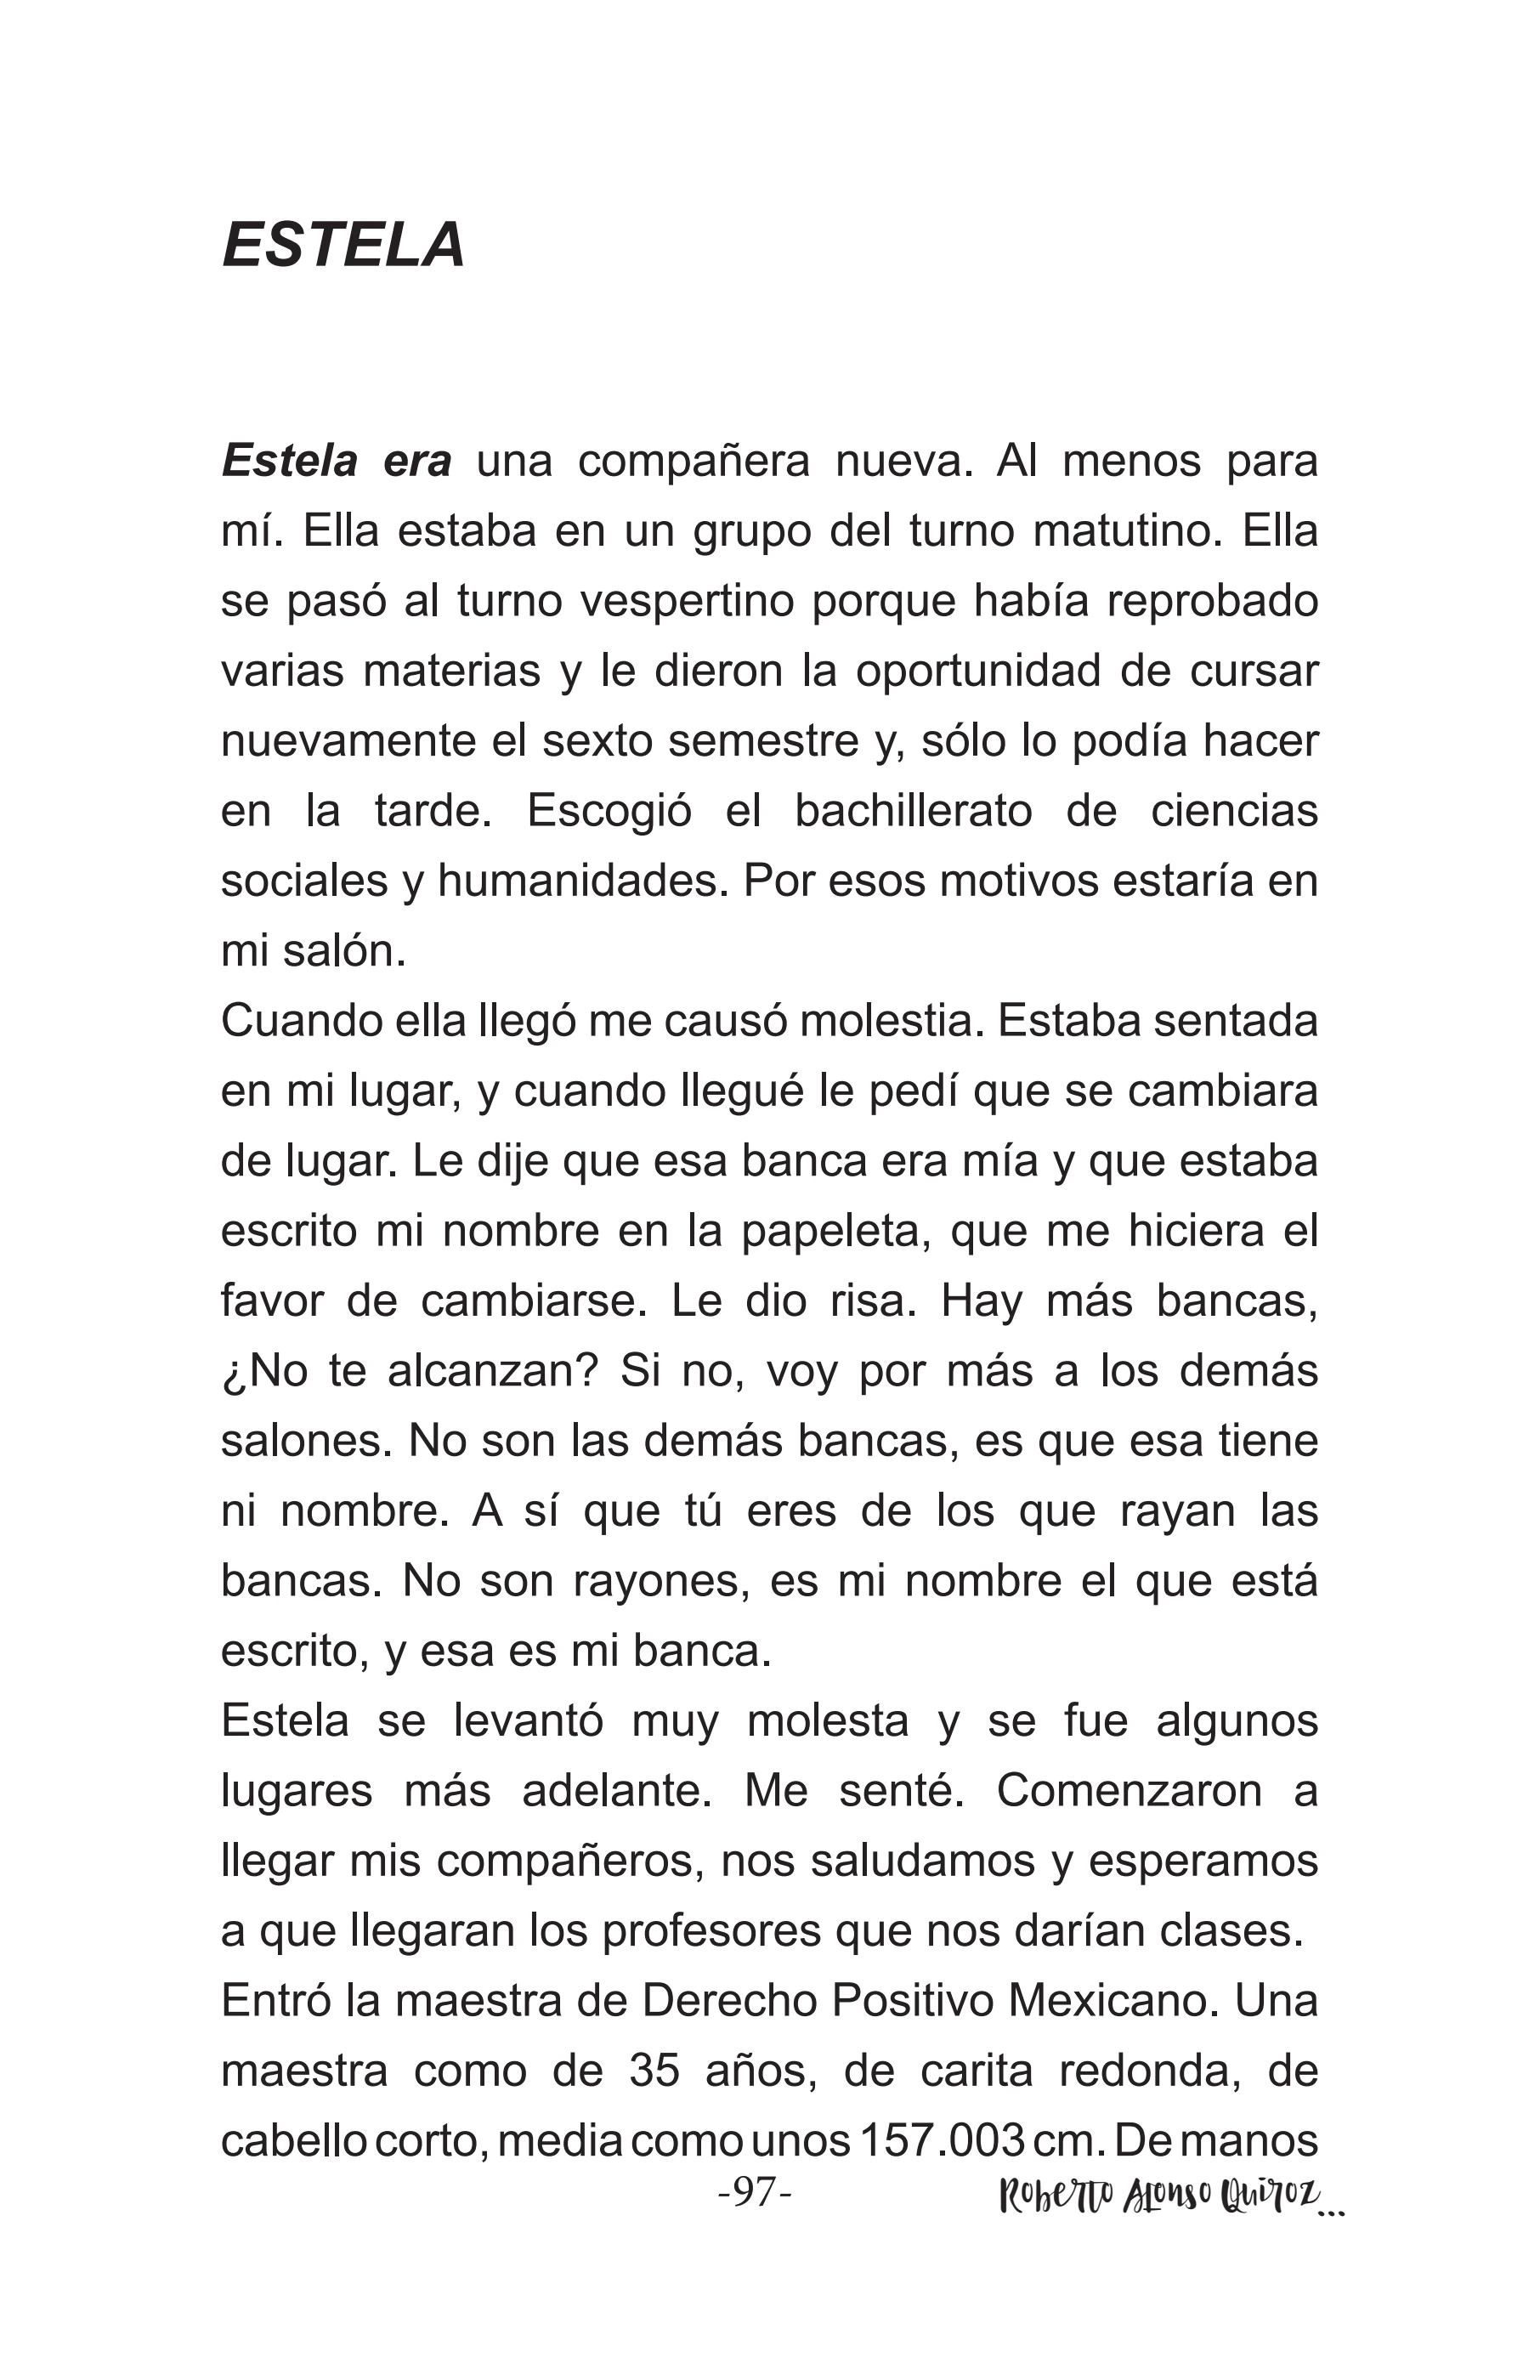 ESTELA
Estela era una compañera nueva. Al menos para
mí. Ella estaba en un grupo del turno matutino. Ella
se pasó al turno vespertino porque había reprobado
varias materias y le dieron la oportunidad de cursar
nuevamente el sexto semestre y, sólo lo podía hacer
en la tarde. Escogió el bachillerato de ciencias
sociales y humanidades. Por esos motivos estaría en
mi salón.
Cuando ella llegó me causó molestia. Estaba sentada
en mi lugar, y cuando llegué le pedí que se cambiara
de lugar. Le dije que esa banca era mía y que estaba
escrito mi nombre en la papeleta, que me hiciera el
favor de cambiarse. Le dio risa. Hay más bancas,
¿No te alcanzan? Si no, voy por más a los demás
salones. No son las demás bancas, es que esa tiene
ni nombre. A sí que tú eres de los que rayan las
bancas. No son rayones, es mi nombre el que está
escrito, y esa es mi banca.
Estela se levantó muy molesta y se fue algunos
lugares más adelante. Me senté. Comenzaron a
llegar mis compañeros, nos saludamos y esperamos
a que llegaran los profesores que nos darían clases.
Entró la maestra de Derecho Positivo Mexicano. Una
maestra como de 35 años, de carita redonda, de
cabello corto, media como unos 157.003 cm. De manos
-97-
Roberto Alonso Quiroz...